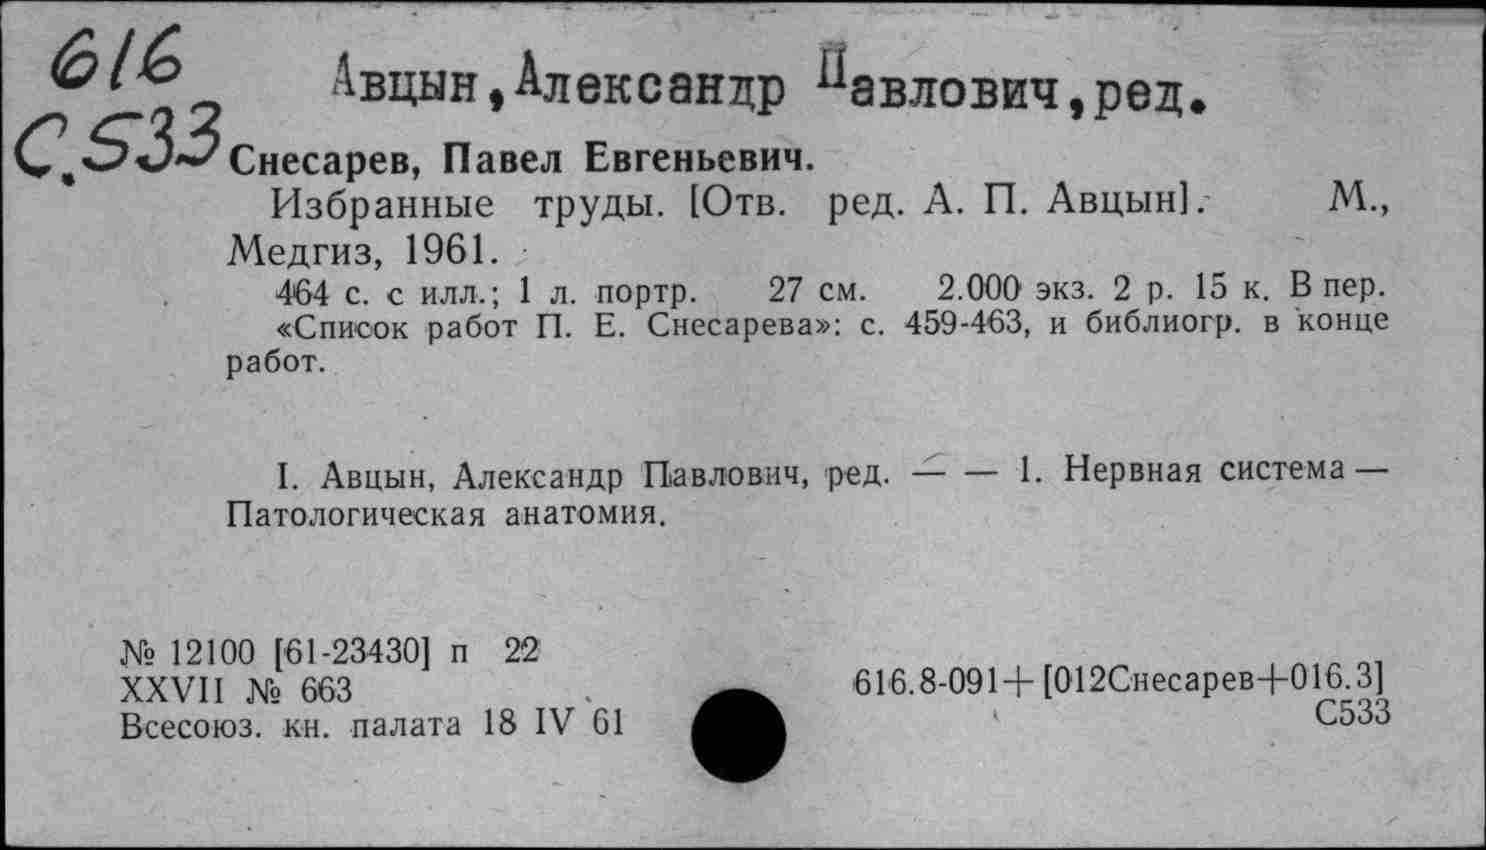 616
Авцын, Александр Павлович, ред.
С.533
Снесарев, Павел Евгеньевич.
Избранные труды. [Отв. ред. А. П. Авцын]. М.,
Медгиз, 1961.
464 с. с илл.; 1 л. портр. 27 см. 2.000 экз. 2 р. 15 к. В пер.
«Список работ П. Е. Снесарева»: с. 459-463, и библиогр. в конце
работ.
I. Авцын, Александр Павлович, ред. — — 1. Нервная система —
Патологическая анатомия.
№ 12100 [61-23430] п 22
XXVII № 663
Всесоюз. кн. палата 18 IV 61
616.8-091+[012Снесарев+016.3]
С533